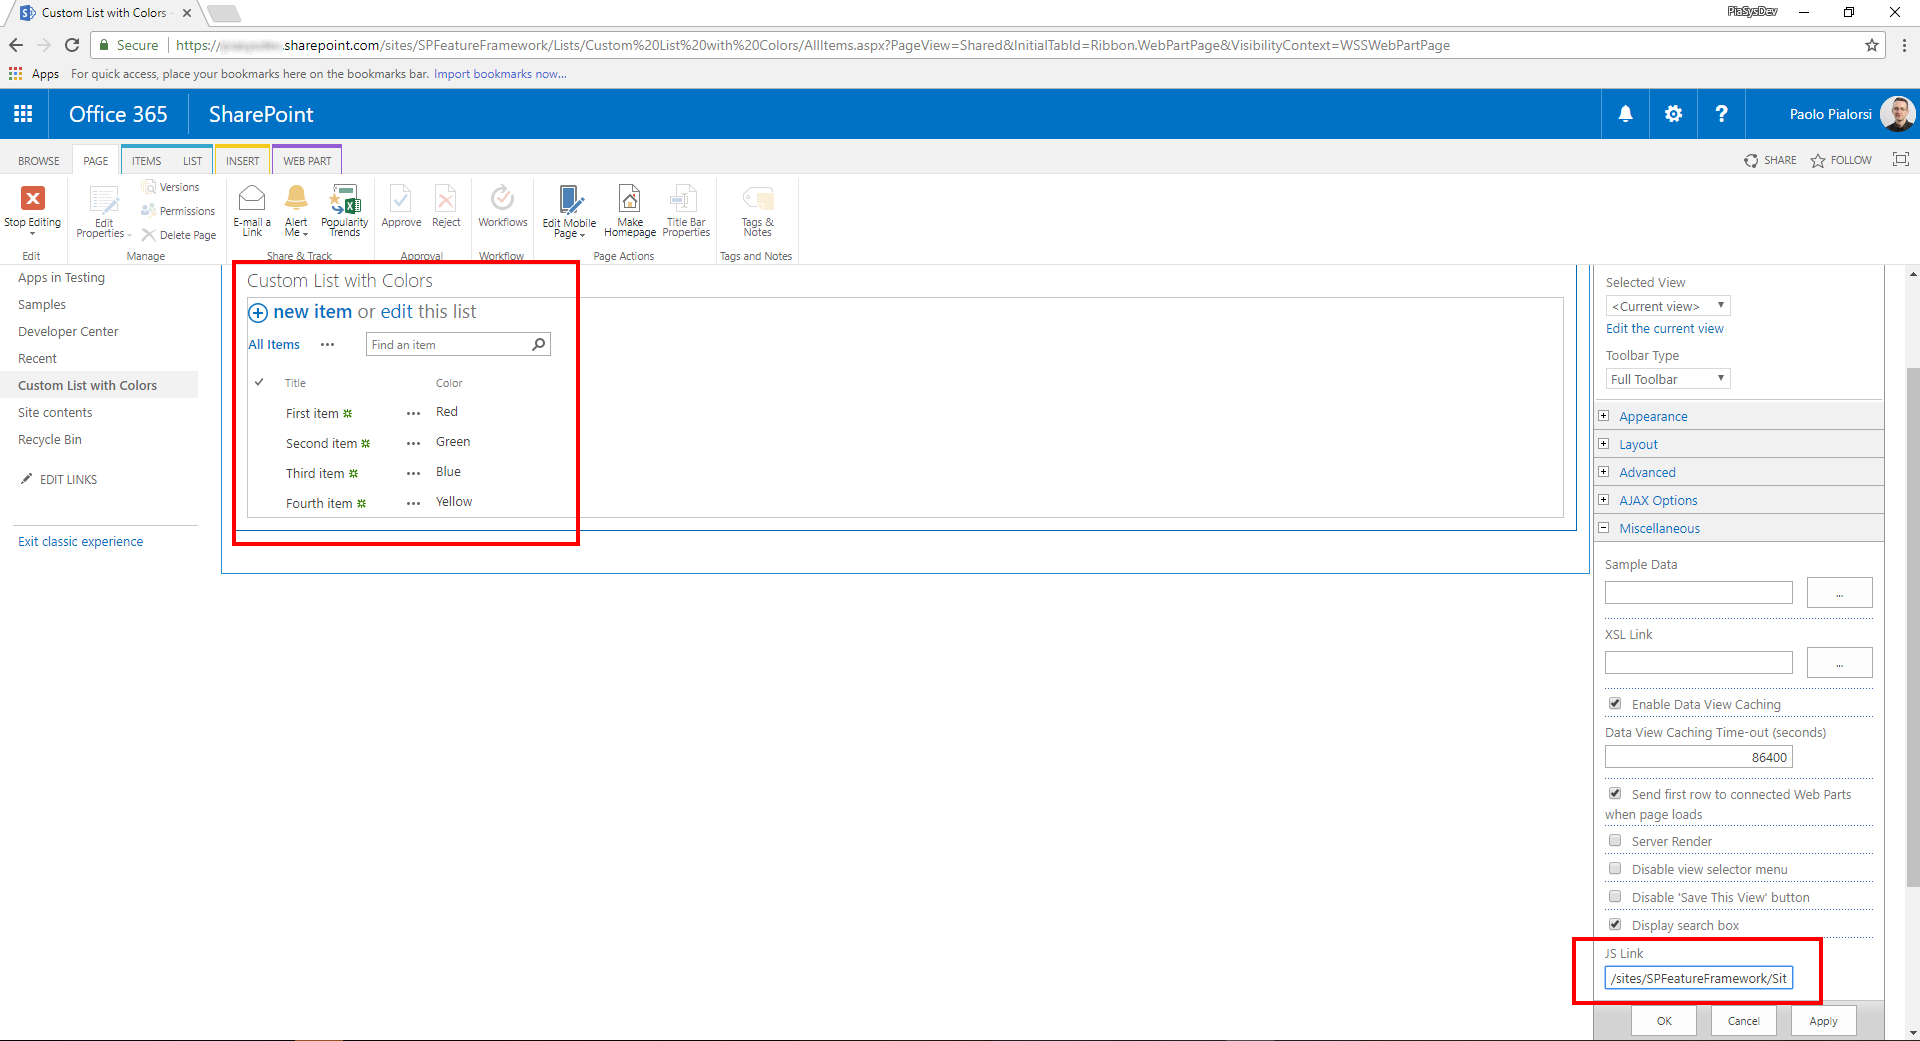 Custom List with Colors -
PiaSysDev
Secure
https://
.sharepoint.com/sites/SPFeatureFramework/Lists/Custom%20List%20with%20Colors/AllItems.aspx?PageView=Shared&InitialTabId=Ribbon.WebPartPage&VisibilityContext=WSSWebPartPage
Apps For quick access, place your bookmarks here on the bookmarks bar. Import bookmarks now...
Office 365
SharePoint
?
Paolo Pialorsi
BROWSE PAGE ITEMS LIST INSERT WEB PART
SHARE FOLLOW
Stop Editing
Edit
Edit Properties
Versions
Permissions
Delete Page
Manage
E-mail a Link
Alert Me
Popularity Trends
Share & Track
Approve
Reject
Approval
Workflows
Workflow
Edit Mobile Page
Make Homepage
Title Bar Properties
Page Actions
Tags & Notes
Tags and Notes
Apps in Testing
Samples
Developer Center
Recent
Custom List with Colors
Site contents
Recycle Bin
EDIT LINKS
Exit classic experience
Custom List with Colors
new item or edit this list
All Items ... Find an item
Title Color
First item ... Red
Second item ... Green
Third item ... Blue
Fourth item ... Yellow
Selected View
<Current view>
Edit the current view
Toolbar Type
Full Toolbar
Appearance
Layout
Advanced
AJAX Options
Miscellaneous
Sample Data
...
XSL Link
...
Enable Data View Caching
Data View Caching Time-out (seconds)
86400
Send first row to connected Web Parts
when page loads
Server Render
Disable view selector menu
Disable 'Save This View' button
Display search box
JS Link
/sites/SPFeatureFramework/Sit
OK Cancel Apply